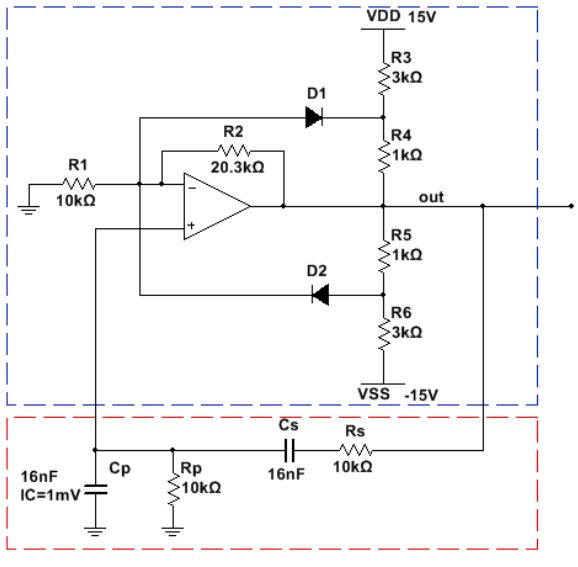 VDD 15V
R3
3kΩ
D1
R2
20.3kΩ
R4
1kΩ
R1
10kΩ
−
+
out
R5
1kΩ
D2
R6
3kΩ
VSS -15V
Cs
16nF
Rs
10kΩ
16nF
IC=1mV
Cp
Rp
10kΩ